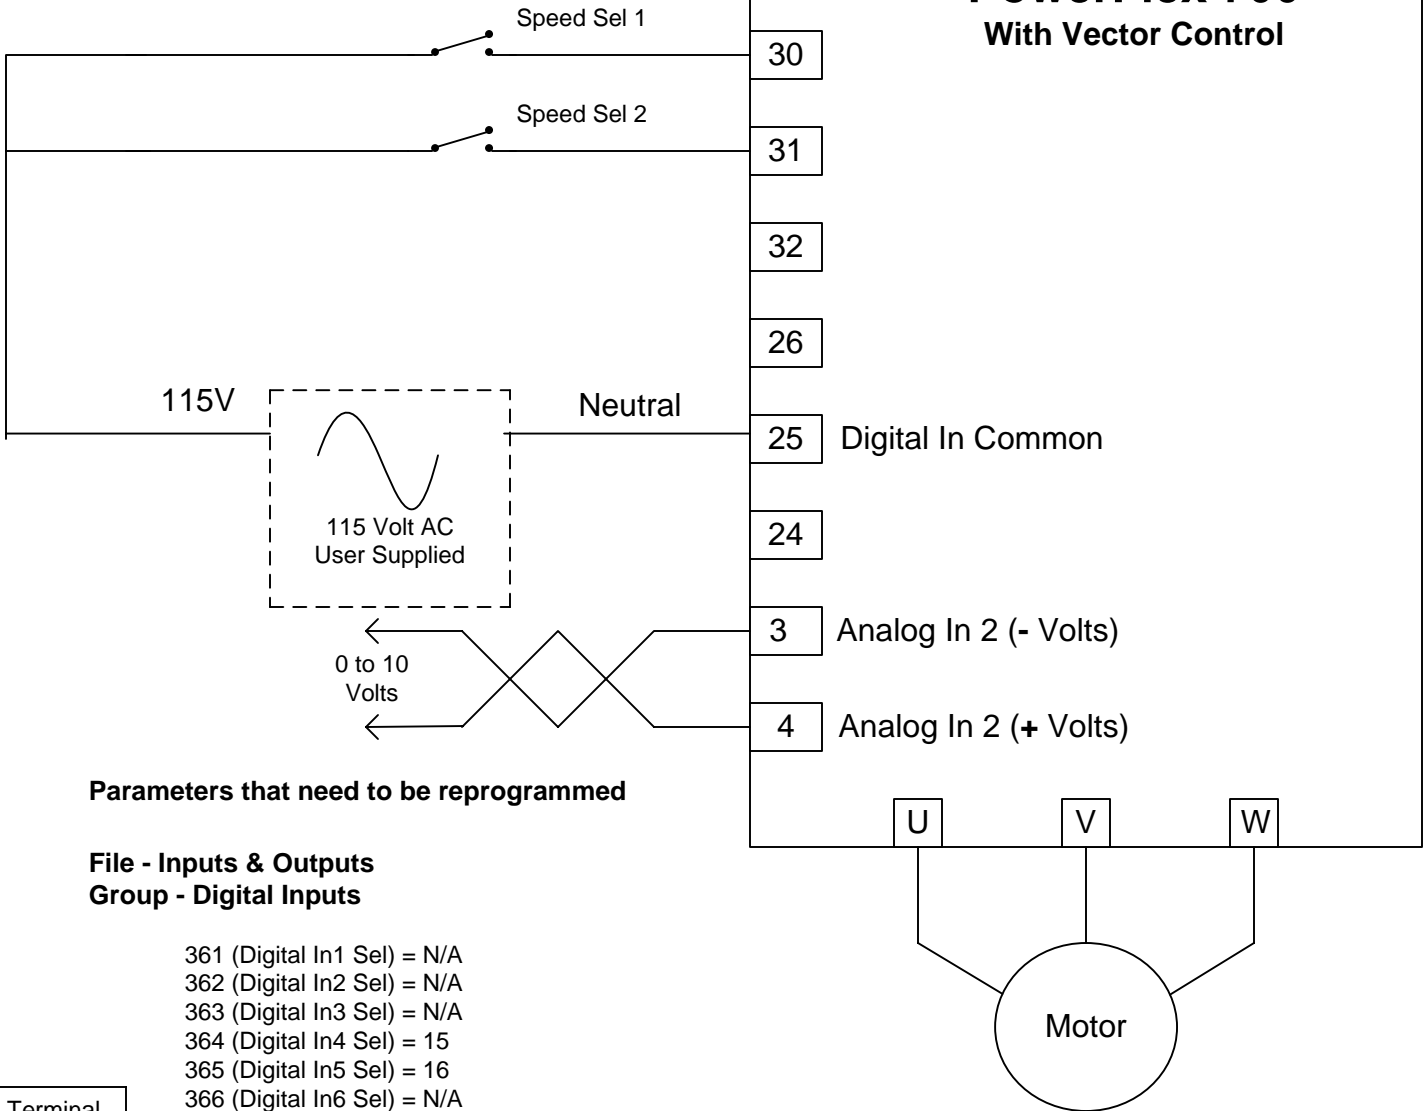 Speed Sel 1
With Vector Control
30
Speed Sel 2
31
32
26
115V
Neutral
25
Digital In Common
115 Volt AC
User Supplied
24
3
Analog In 2 (- Volts)
0 to 10
Volts
4
Analog In 2 (+ Volts)
Parameters that need to be reprogrammed
U
V
W
File - Inputs & Outputs
Group - Digital Inputs
361 (Digital In1 Sel) = N/A
362 (Digital In2 Sel) = N/A
363 (Digital In3 Sel) = N/A
364 (Digital In4 Sel) = 15
365 (Digital In5 Sel) = 16
366 (Digital In6 Sel) = N/A
Motor
Terminal